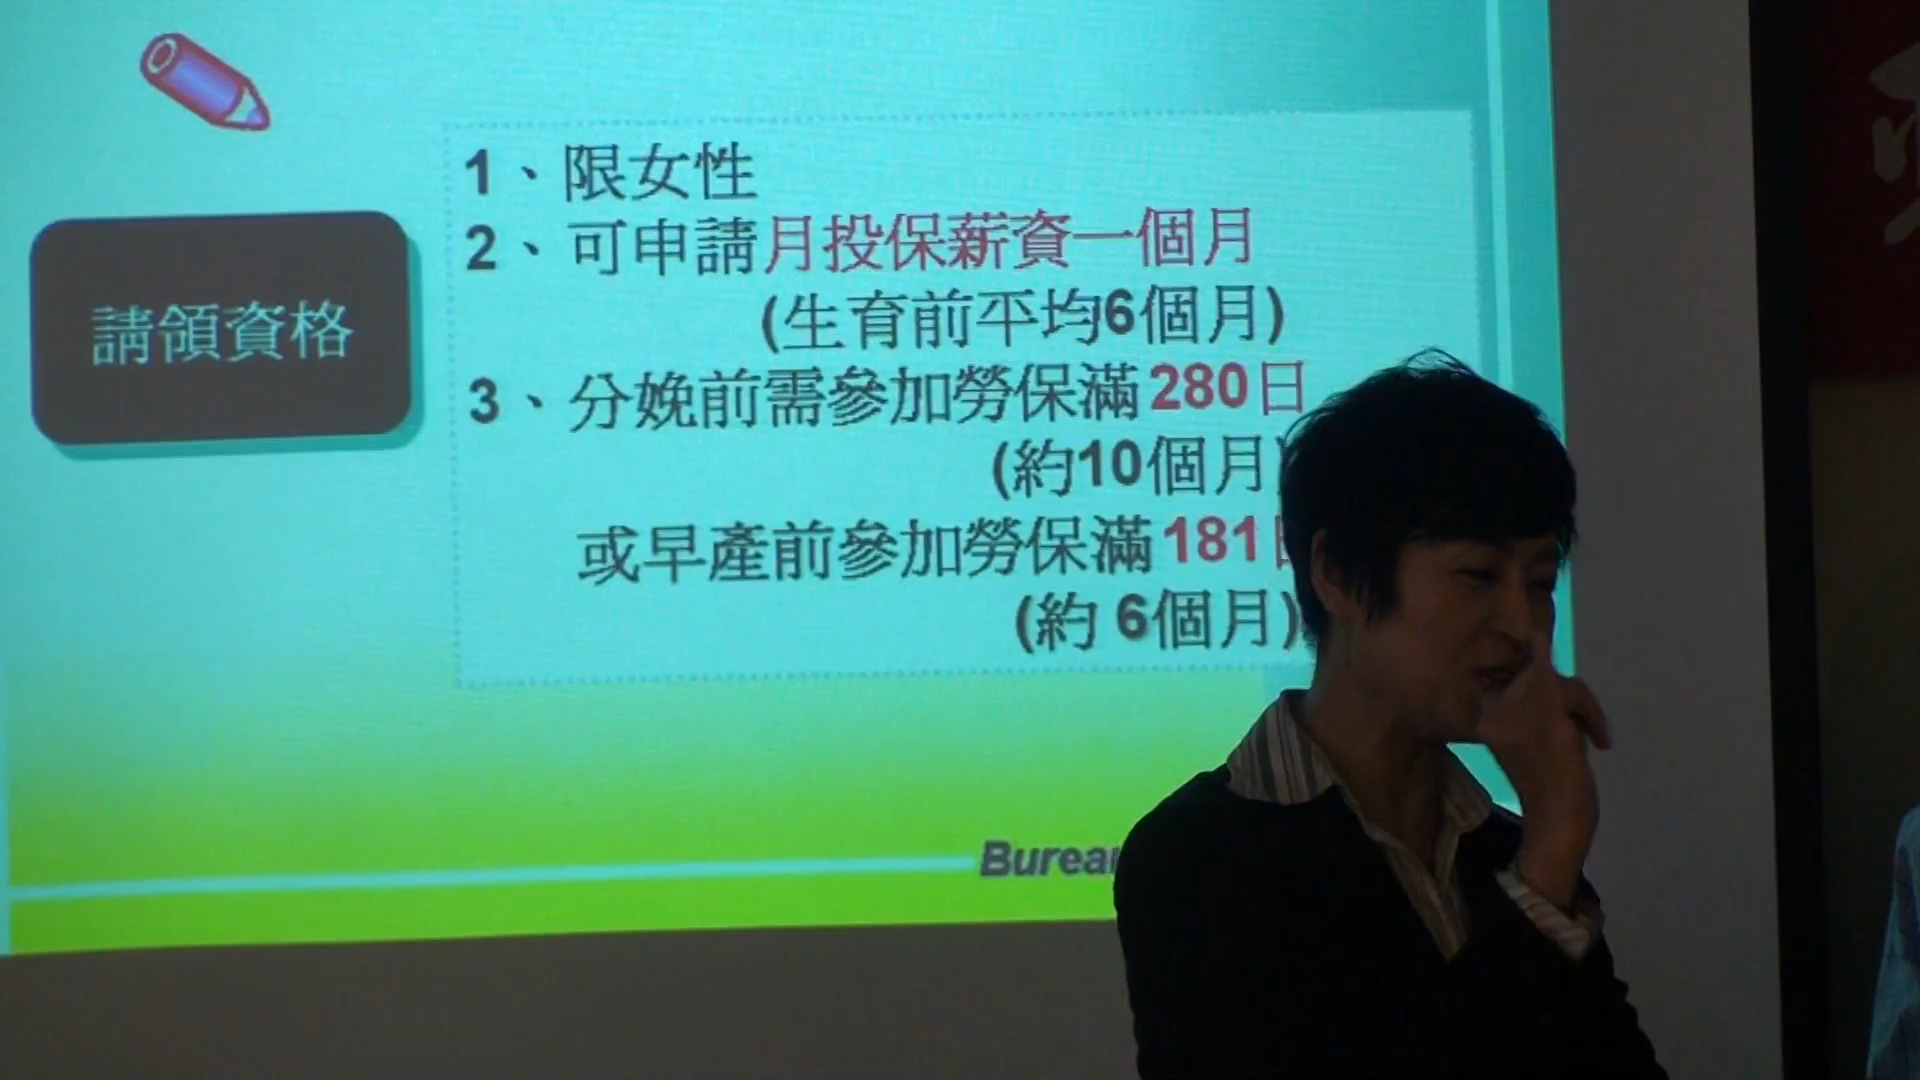 請領資格
1、限女性
2、可申請月投保薪資一個月
(生育前平均6個月)
3、分娩前需參加勞保滿280日
(約10個月)
或早產前參加勞保滿181日
(約 6個月)